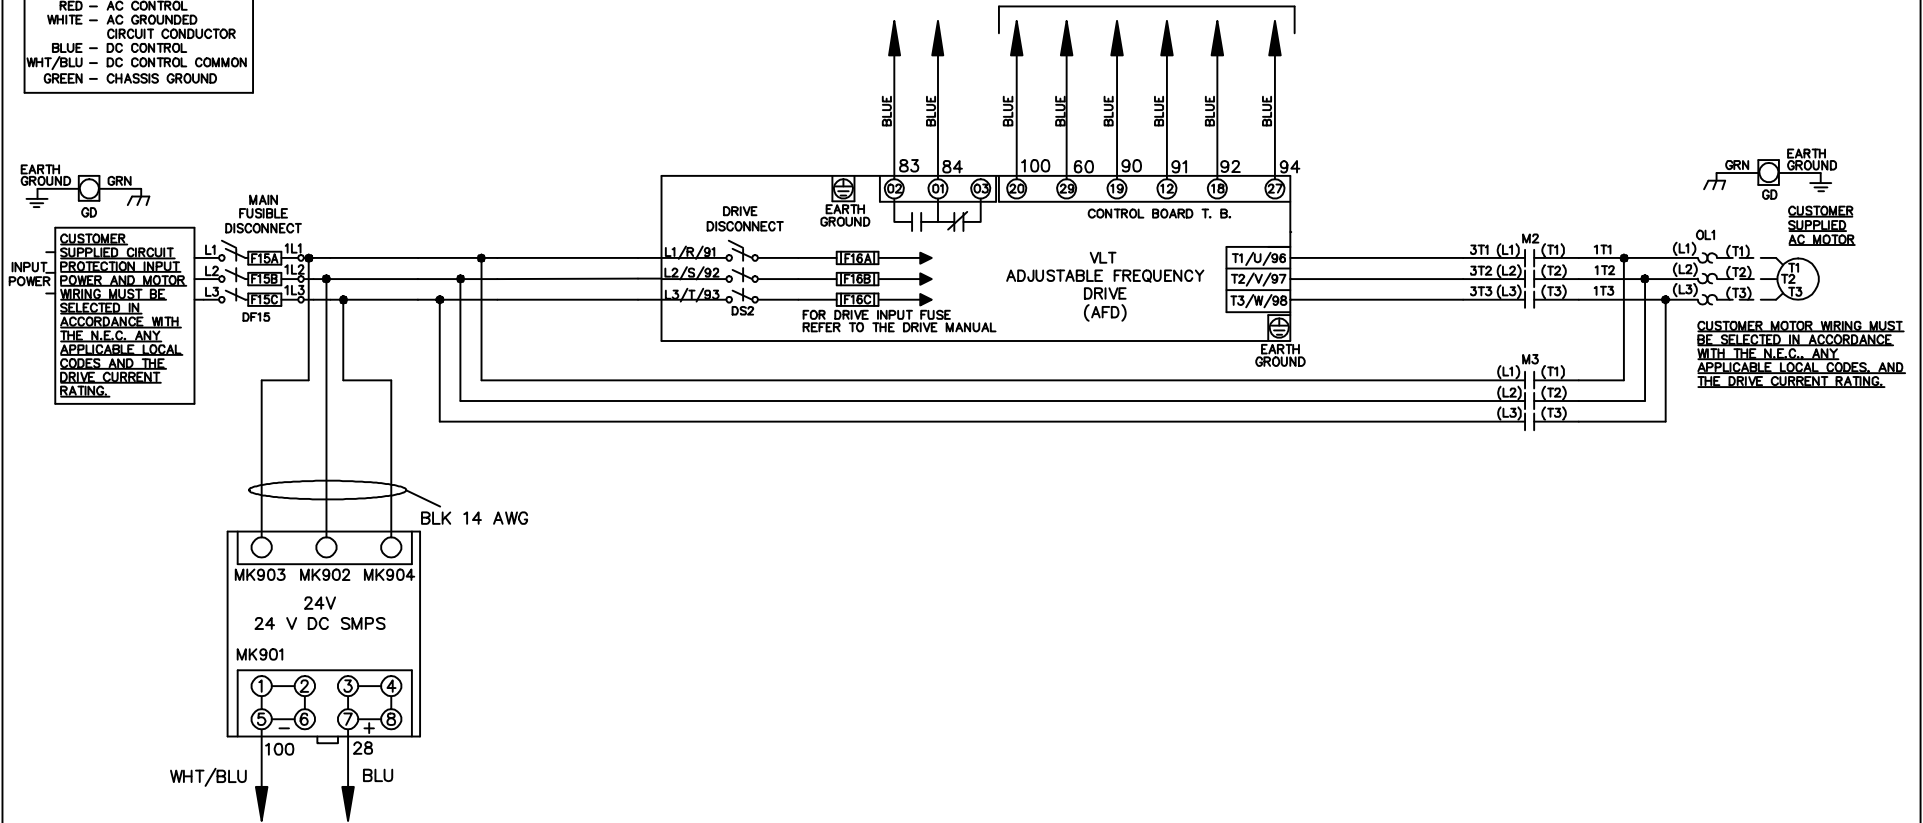 RED – AC CONTROL
WHITE – AC GROUNDED
CIRCUIT CONDUCTOR
BLUE – DC CONTROL
WHT/BLU – DC CONTROL COMMON
GREEN – CHASSIS GROUND
BLUE
BLUE
BLUE
BLUE
BLUE
BLUE
BLUE
BLUE
83
84
100
60
90
91
92
94
02
01
03
20
29
19
12
18
27
EARTH
GROUND
CONTROL BOARD T. B.
EARTH
GROUND
GRN
GD
MAIN
FUSIBLE
DISCONNECT
INPUT
POWER
CUSTOMER
SUPPLIED CIRCUIT
PROTECTION INPUT
POWER AND MOTOR
WIRING MUST BE
SELECTED IN
ACCORDANCE WITH
THE N.E.C. ANY
APPLICABLE LOCAL
CODES AND THE
DRIVE CURRENT
RATING.
L1
F15A
1L1
L2
F15B
1L2
L3
F15C
1L3
DF15
DRIVE
DISCONNECT
L1/R/91
L2/S/92
L3/T/93
DS2
F16A
F16B
F16C
FOR DRIVE INPUT FUSE
REFER TO THE DRIVE MANUAL
VLT
ADJUSTABLE FREQUENCY
DRIVE
(AFD)
T1/U/96
T2/V/97
T3/W/98
EARTH
GROUND
M2
3T1 (L1) (T1) 1T1
3T2 (L2) (T2) 1T2
3T3 (L3) (T3) 1T3
M3
(L1) (T1)
(L2) (T2)
(L3) (T3)
GRN
EARTH
GROUND
GD
CUSTOMER
SUPPLIED
AC MOTOR
OL1
(L1) (T1)
(L2) (T2)
(L3) (T3)
T1
T2
T3
CUSTOMER MOTOR WIRING MUST
BE SELECTED IN ACCORDANCE
WITH THE N.E.C., ANY
APPLICABLE LOCAL CODES, AND
THE DRIVE CURRENT RATING.
BLK 14 AWG
MK903 MK902 MK904
24V
24 V DC SMPS
MK901
1 2 3 4
5 – 6 7 + 8
100
28
WHT/BLU
BLU